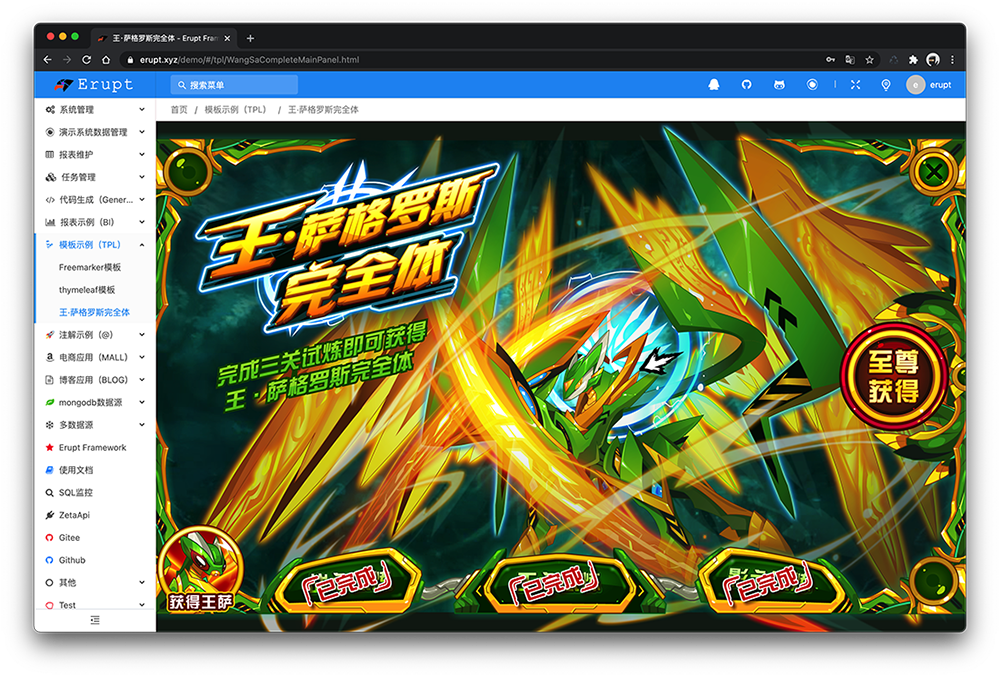 王·萨格罗斯完全体 - Erupt Fram
erupt.xyz/demo/#/tpl/WangSaCompleteMainPanel.html
Erupt
搜索菜单
e
erupt
首页 / 模板示例（TPL） / 王·萨格罗斯完全体
系统管理
演示系统数据管理
报表维护
任务管理
代码生成（Gener...
报表示例（BI）
模板示例（TPL）
Freemarker模板
thymeleaf模板
王·萨格罗斯完全体
注解示例（@）
电商应用（MALL）
博客应用（BLOG）
mongodb数据源
多数据源
Erupt Framework
使用文档
SQL监控
ZetaApi
Gitee
Github
其他
Test
王·萨格罗斯
完全体
完成三关试炼即可获得
王·萨格罗斯完全体
至尊
获得
获得王萨
「已完成」
「已完成」
「已完成」